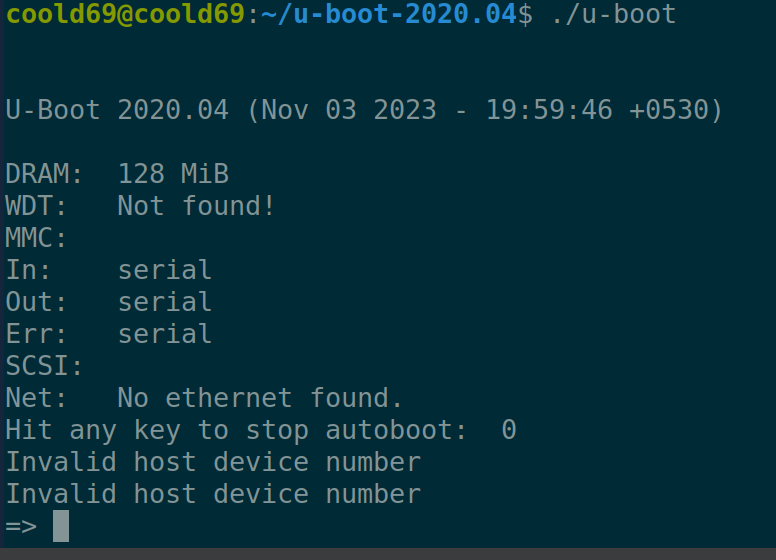 coold69@coold69:~/u-boot-2020.04$ ./u-boot
U-Boot 2020.04 (Nov 03 2023 - 19:59:46 +0530)
DRAM:  128 MiB
WDT:   Not found!
MMC:
In:    serial
Out:   serial
Err:   serial
SCSI:
Net:   No ethernet found.
Hit any key to stop autoboot:  0
Invalid host device number
Invalid host device number
=>